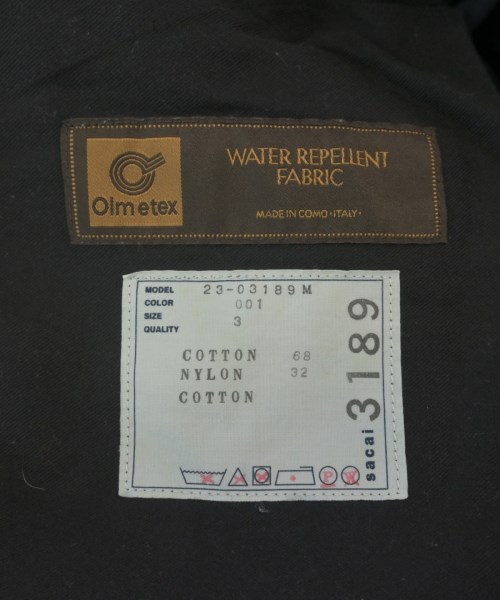 Olmetex
WATER REPELLENT
FABRIC
MADE IN COMO · ITALY ·
MODEL 23-03189 M
COLOR 001
SIZE 3
QUALITY
COTTON 68
NYLON 32
COTTON
sacai 3189
P W